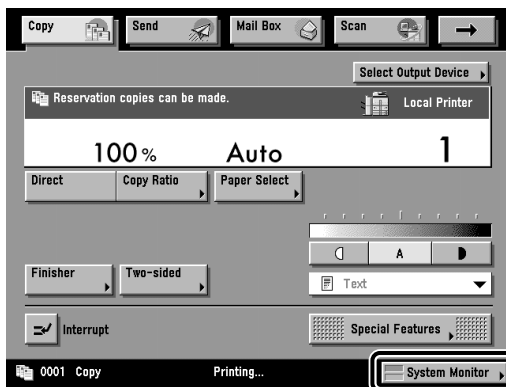 Copy Send Mail Box Scan
Select Output Device
Reservation copies can be made. Local Printer
100 % Auto 1
Direct Copy Ratio Paper Select
A
Finisher Two-sided
Text
Interrupt Special Features
0001 Copy Printing... System Monitor